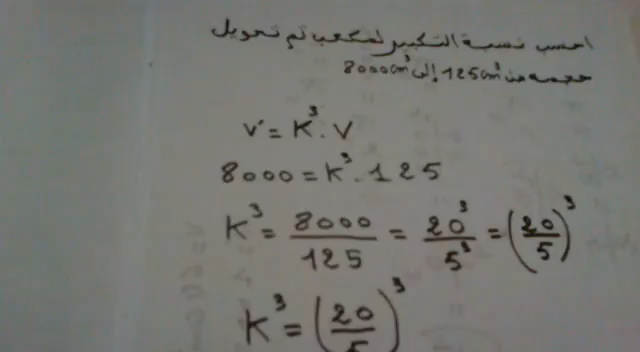 احسب نسبة التكبير لمكعب تم تحويل
حجمه من 125cm³ إلى 8000cm³
V' = K³ . V
8000 = K³ . 125
K³ = 8000/125 = 20³/5³ = (20/5)³
K³ = (20/5)³